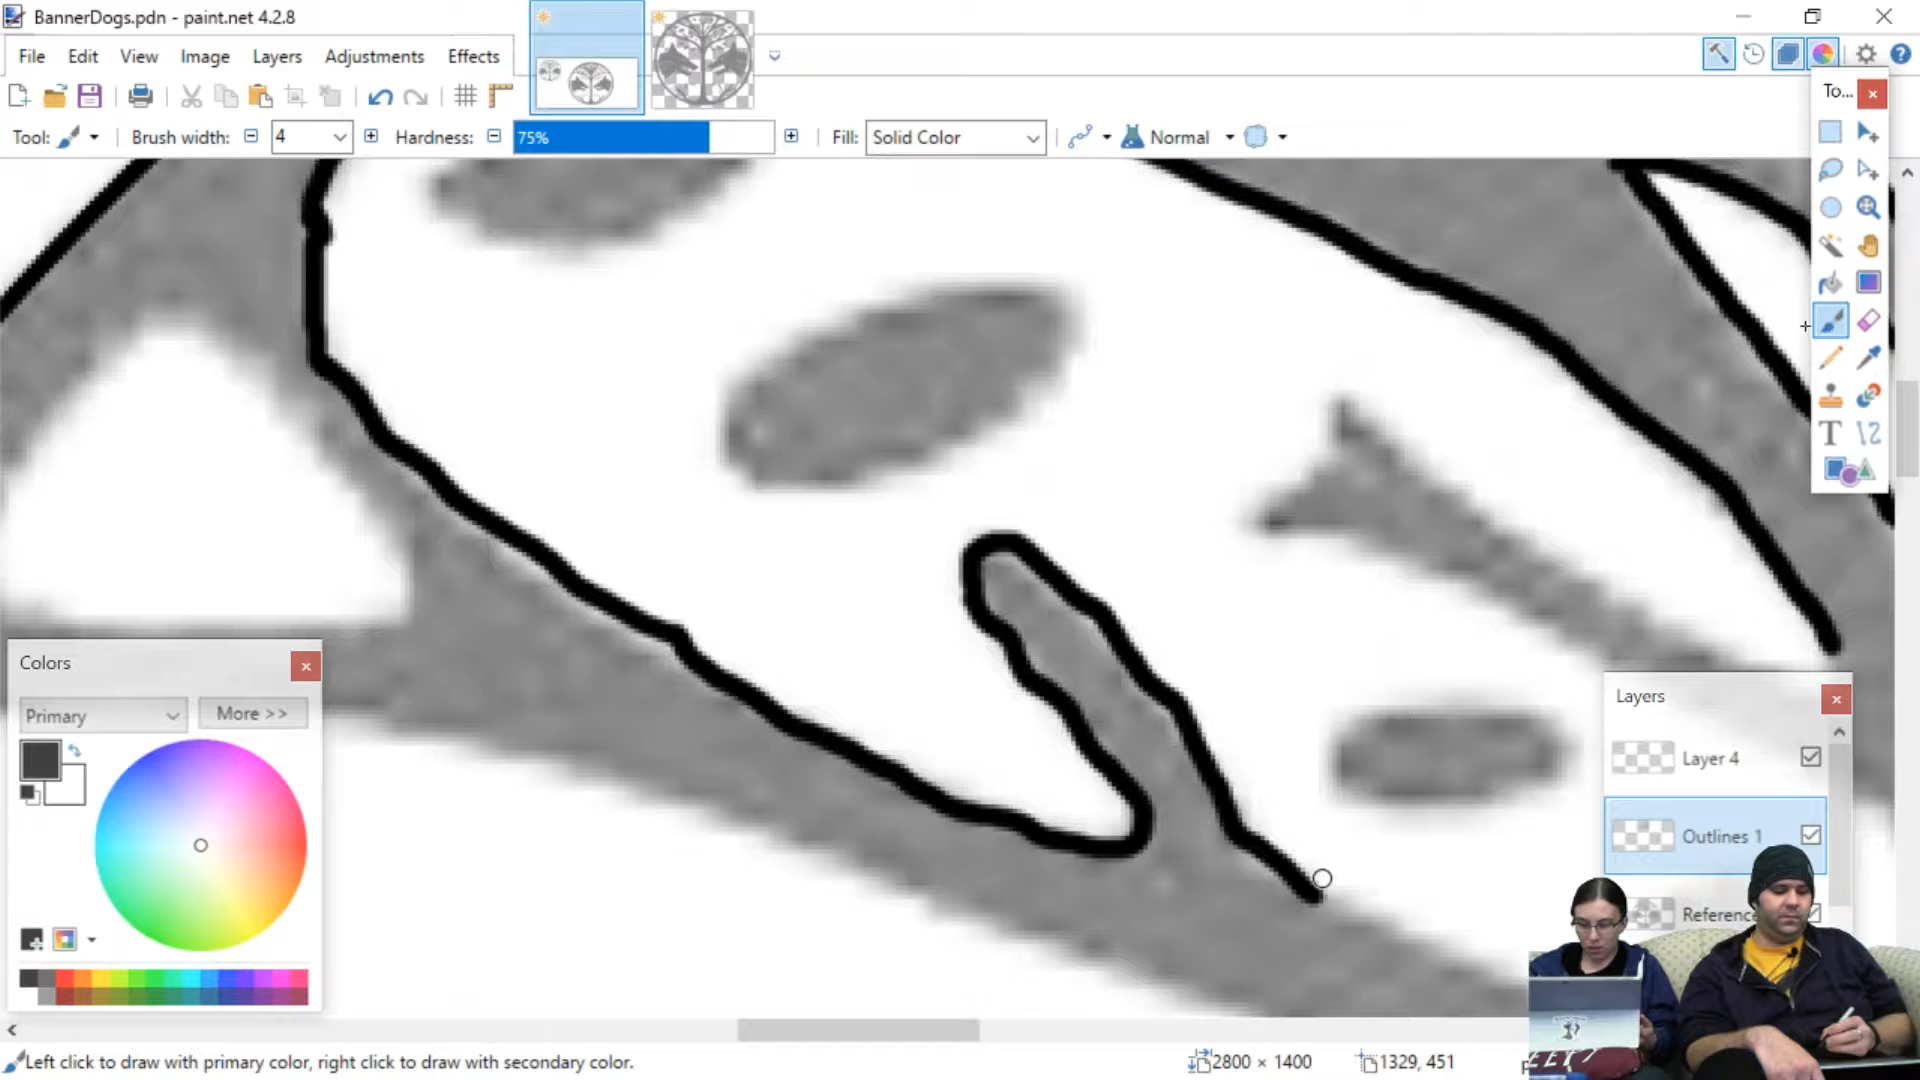 BannerDogs.pdn - paint.net 4.2.8
File Edit View Image Layers Adjustments Effects
Tool: Brush width: 4 Hardness: 75% Fill: Solid Color Normal
To...
Colors
Primary More >>
Layers
Layer 4
Outlines 1
Reference
Left click to draw with primary color, right click to draw with secondary color.
2800 × 1400
1329, 451